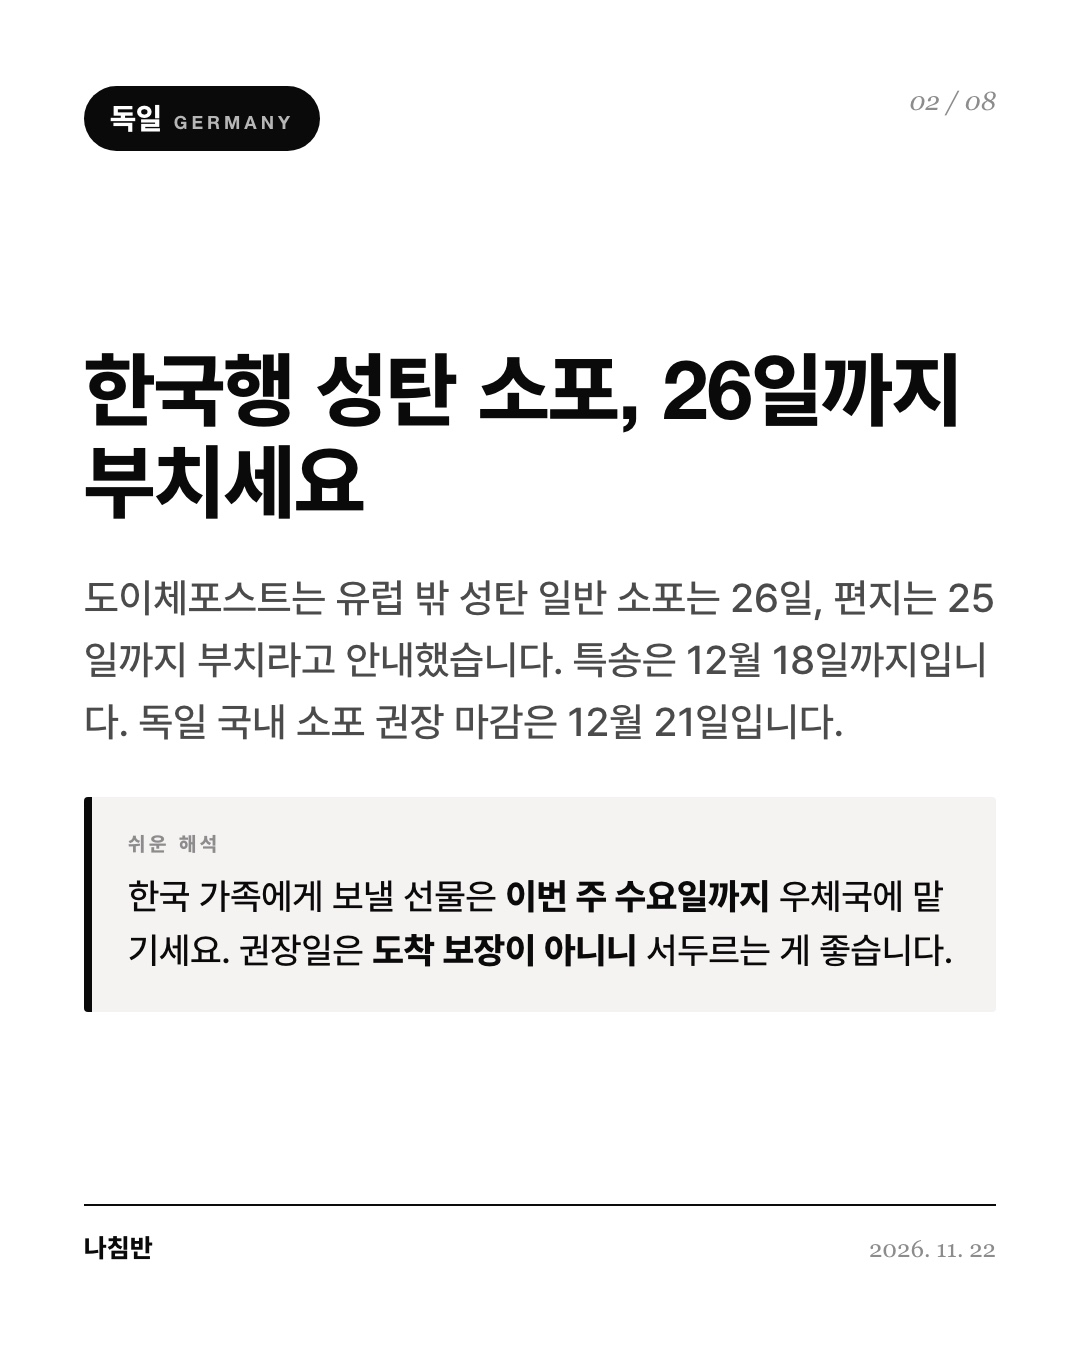 독일 GERMANY
02 / 08
한국행 성탄 소포, 26일까지
부치세요
도이체포스트는 유럽 밖 성탄 일반 소포는 26일, 편지는 25
일까지 부치라고 안내했습니다. 특송은 12월 18일까지입니
다. 독일 국내 소포 권장 마감은 12월 21일입니다.
쉬운 해석
한국 가족에게 보낼 선물은 이번 주 수요일까지 우체국에 맡
기세요. 권장일은 도착 보장이 아니니 서두르는 게 좋습니다.
나침반
2026. 11. 22